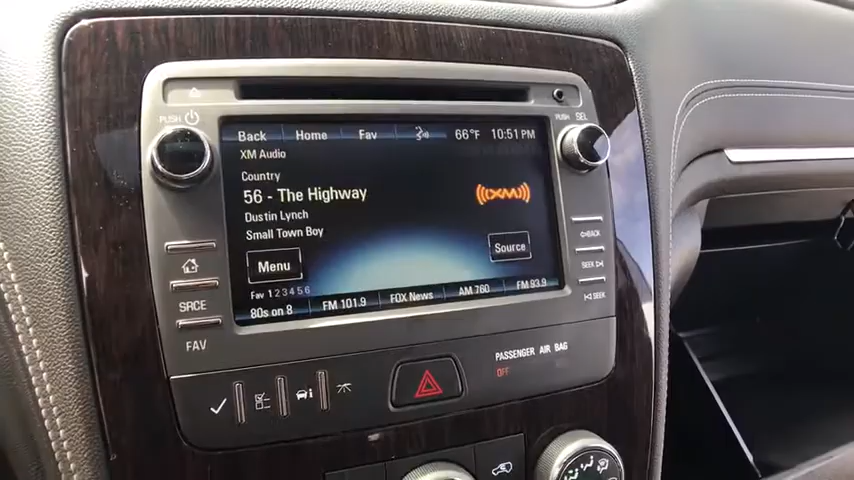 PUSH
PUSH SEL
Back Home Fav 66°F 10:51 PM
XM Audio
Country
56 - The Highway
Dustin Lynch
Small Town Boy
((XM))
Menu
Source
Fav 1 2 3 4 5 6
80s on 8 FM 101.9 FOX News AM 760 FM 93.9
SRCE
FAV
BACK
SEEK
SEEK
PASSENGER AIR BAG
OFF